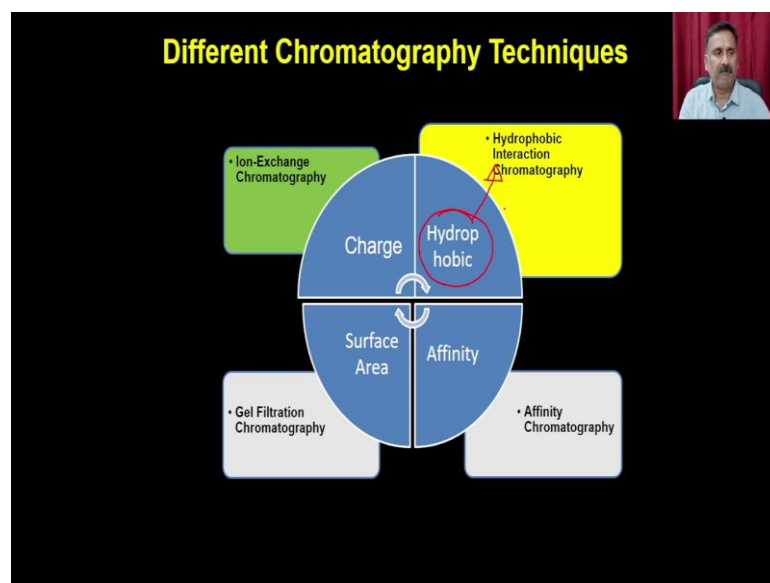 Different Chromatography Techniques
• Ion-Exchange
Chromatography
• Hydrophobic
Interaction
Chromatography
Charge
Hydrop
hobic
Surface
Area
Affinity
• Gel Filtration
Chromatography
• Affinity
Chromatography